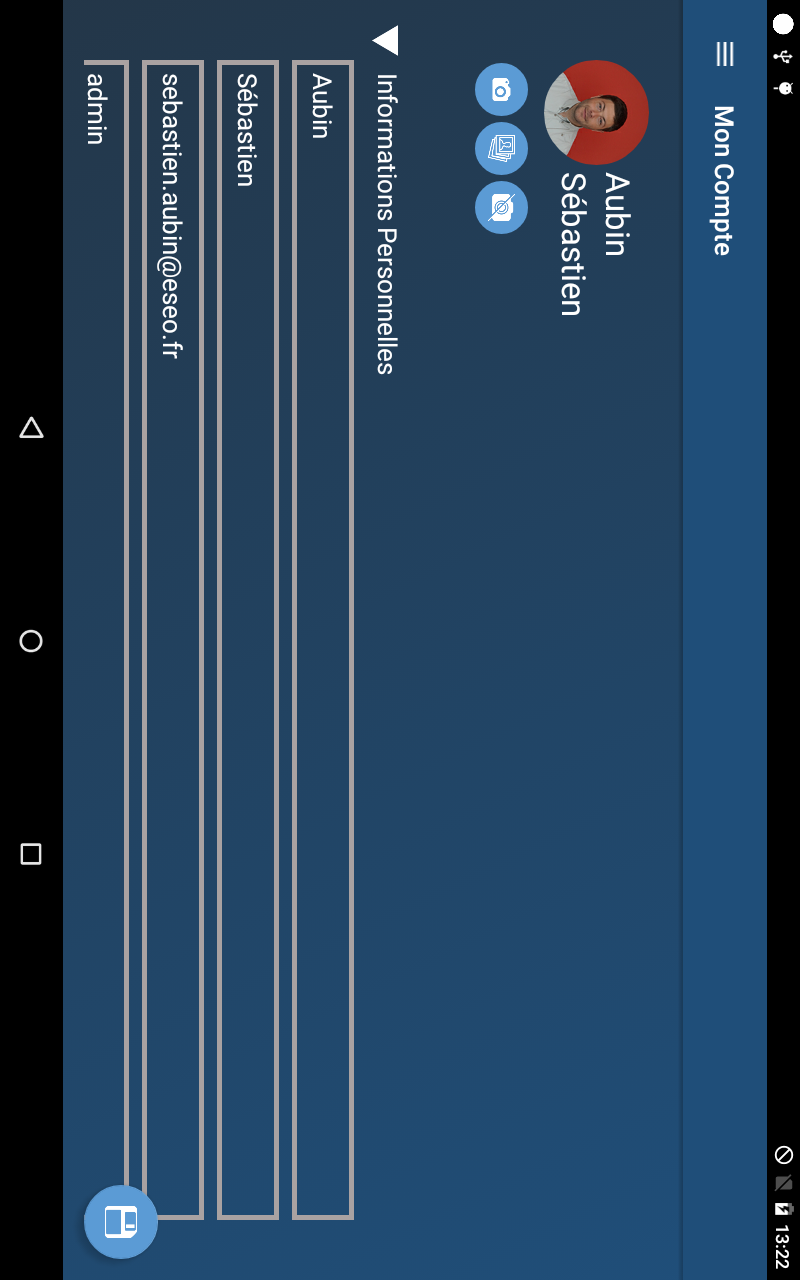 13:22
Mon Compte
Aubin
Sébastien
Informations Personnelles
Aubin
Sébastien
sebastien.aubin@eseo.fr
admin